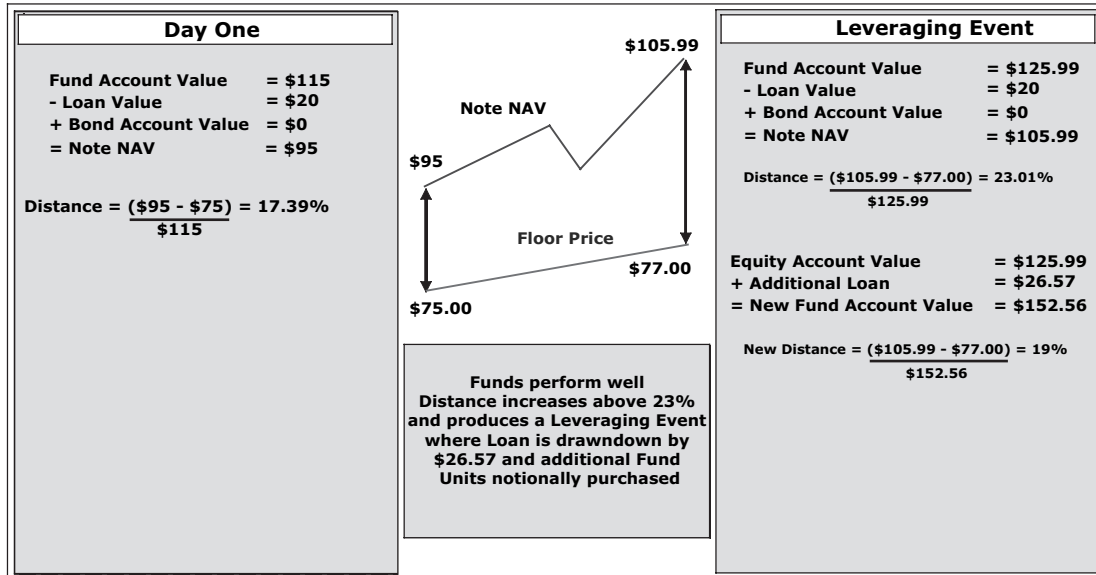 Day One
Fund Account Value = $115
- Loan Value = $20
+ Bond Account Value = $0
= Note NAV = $95
Distance = ($95 - $75) = 17.39%
$115
$105.99
Note NAV
$95
Floor Price
$77.00
$75.00
Funds perform well
Distance increases above 23%
and produces a Leveraging Event
where Loan is drawndown by
$26.57 and additional Fund
Units notionally purchased
Leveraging Event
Fund Account Value = $125.99
- Loan Value = $20
+ Bond Account Value = $0
= Note NAV = $105.99
Distance = ($105.99 - $77.00) = 23.01%
$125.99
Equity Account Value = $125.99
+ Additional Loan = $26.57
= New Fund Account Value = $152.56
New Distance = ($105.99 - $77.00) = 19%
$152.56